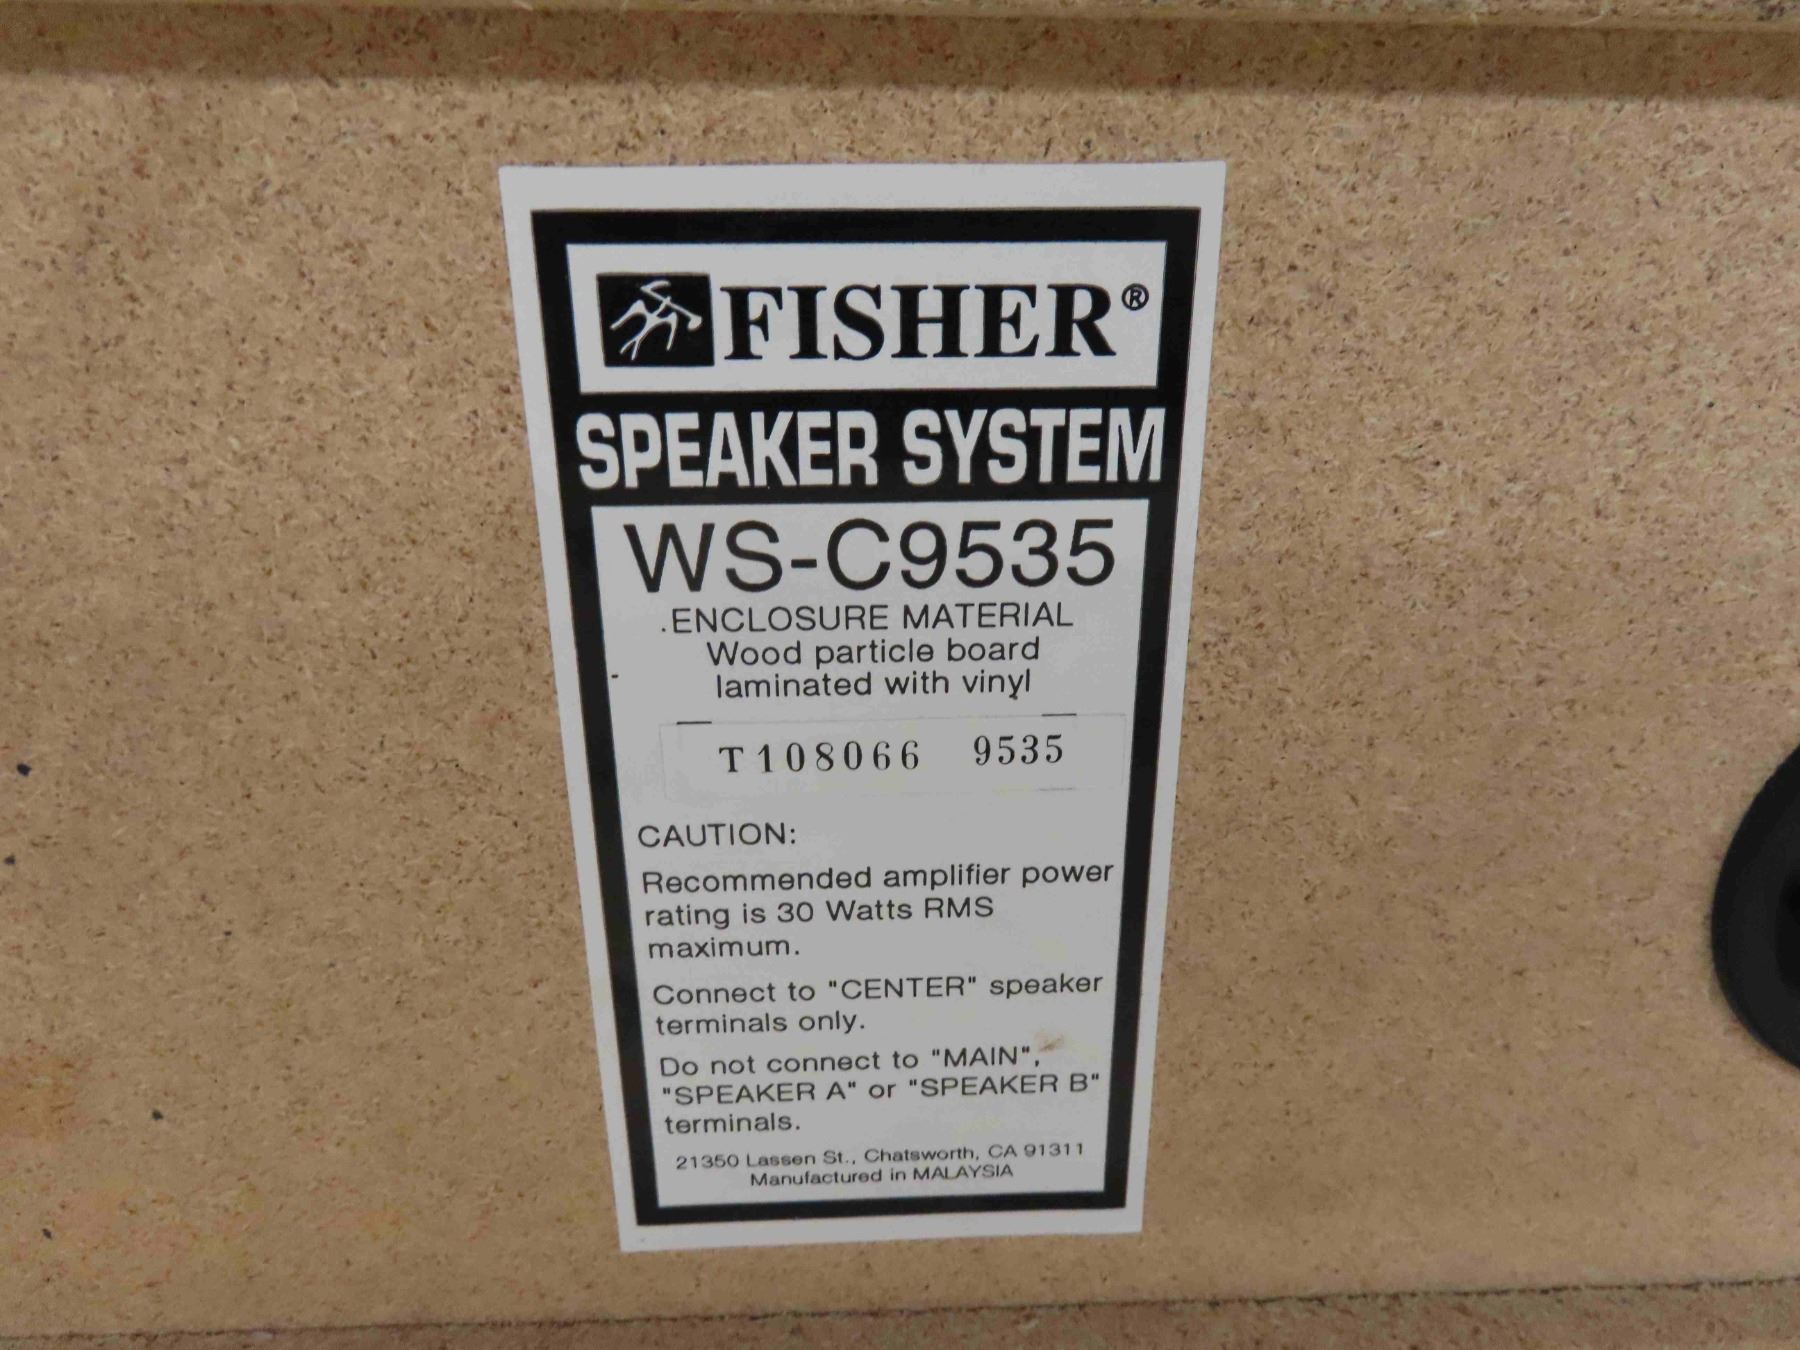 FISHER®
SPEAKER SYSTEM
WS-C9535
.ENCLOSURE MATERIAL
Wood particle board
laminated with vinyl
T108066 9535
CAUTION:
Recommended amplifier power
rating is 30 Watts RMS
maximum.
Connect to "CENTER" speaker
terminals only.
Do not connect to "MAIN",
"SPEAKER A" or "SPEAKER B"
terminals.
21350 Lassen St., Chatsworth, CA 91311
Manufactured in MALAYSIA